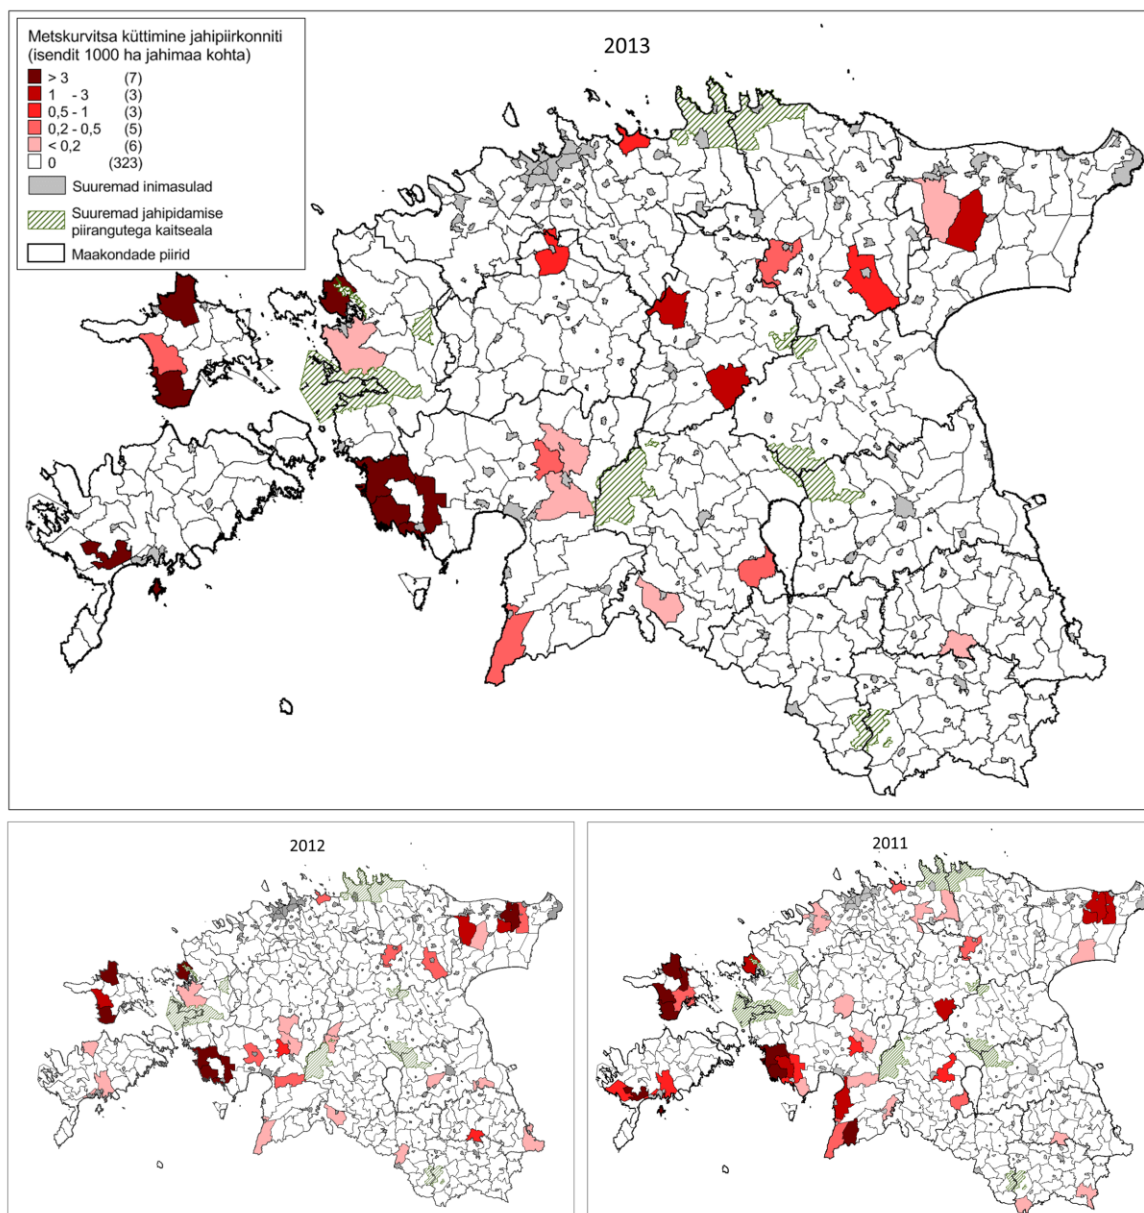 Metskurvitsa küttimine jahipiirkonniti
(isendit 1000 ha jahimaa kohta)
> 3 (7)
1 - 3 (3)
0,5 - 1 (3)
0,2 - 0,5 (5)
< 0,2 (6)
0 (323)
Suuremad inimasulad
Suuremad jahipidamise
piirangutega kaitseala
Maakondade piirid
2013
2012
2011